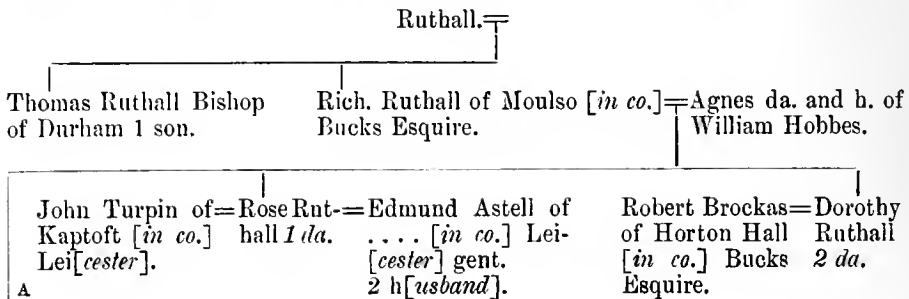 Ruthall.
Thomas Ruthall Bishop
of Durham 1 son.
Rich. Ruthall of Moulso [in co.]
Bucks Esquire.
Agnes da. and h. of
William Hobbes.
John Turpin of
Kaptoft [in co.]
Lei[cester].
Rose Rut-
hall 1 da.
Edmund Astell of
.... [in co.] Lei-
[cester] gent.
2 h[usband].
Robert Brockas
of Horton Hall
[in co.] Bucks
Esquire.
Dorothy
Ruthall
2 da.
A